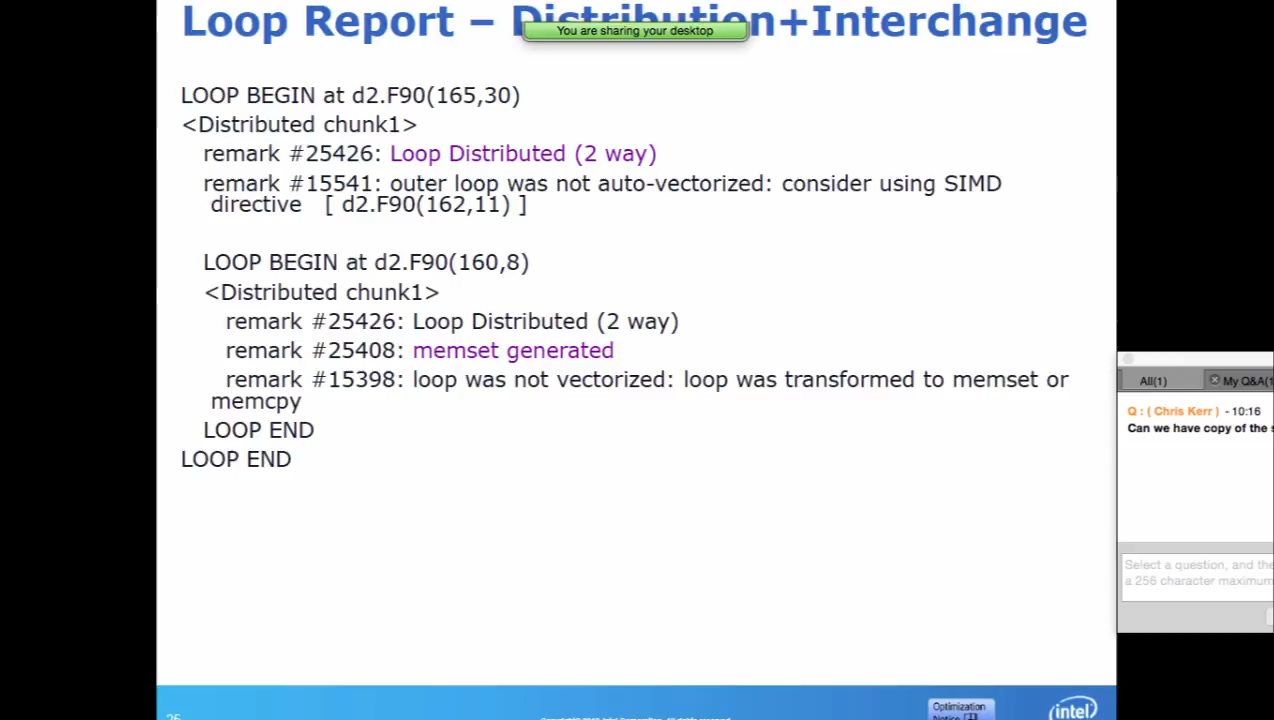 Loop Report – Distribution+Interchange
You are sharing your desktop
LOOP BEGIN at d2.F90(165,30)
<Distributed chunk1>
remark #25426: Loop Distributed (2 way)
remark #15541: outer loop was not auto-vectorized: consider using SIMD
directive [ d2.F90(162,11) ]
LOOP BEGIN at d2.F90(160,8)
<Distributed chunk1>
remark #25426: Loop Distributed (2 way)
remark #25408: memset generated
remark #15398: loop was not vectorized: loop was transformed to memset or
memcpy
LOOP END
LOOP END
All(1)
My Q&A(1
Q : ( Chris Kerr ) - 10:16
Can we have copy of the s
Select a question, and the
a 256 character maximum
Optimization
Notice
intel